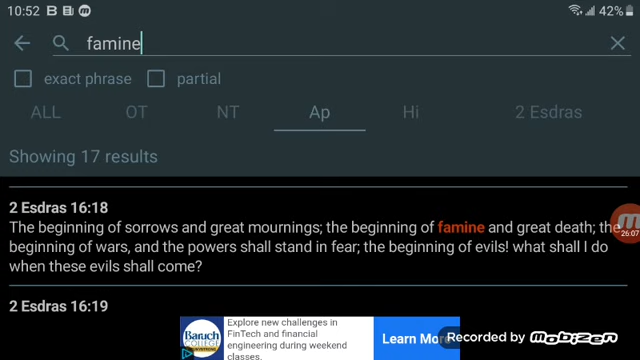 10:52 B 42%
famine
exact phrase partial
ALL OT NT Ap Hi 2 Esdras
Showing 17 results
2 Esdras 16:18
The beginning of sorrows and great mournings; the beginning of famine and great death; the
beginning of wars, and the powers shall stand in fear; the beginning of evils! what shall I do
when these evils shall come?
26:07
2 Esdras 16:19
Baruch
COLLEGE
Explore new challenges in
FinTech and financial
engineering during weekend
classes.
Learn More
Recorded by mobizen